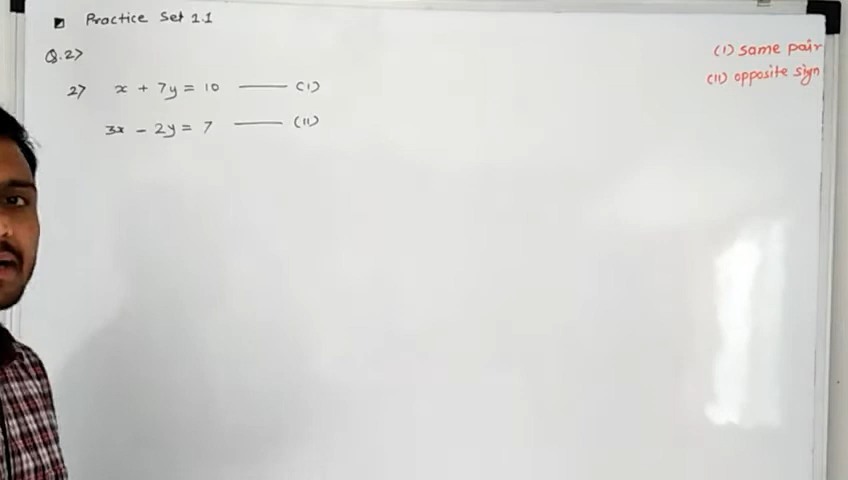 Practice Set 1.1
Q.2>
2> x + 7y = 10 —— (I)
3x - 2y = 7 —— (II)
(I) same pair
(II) opposite sign